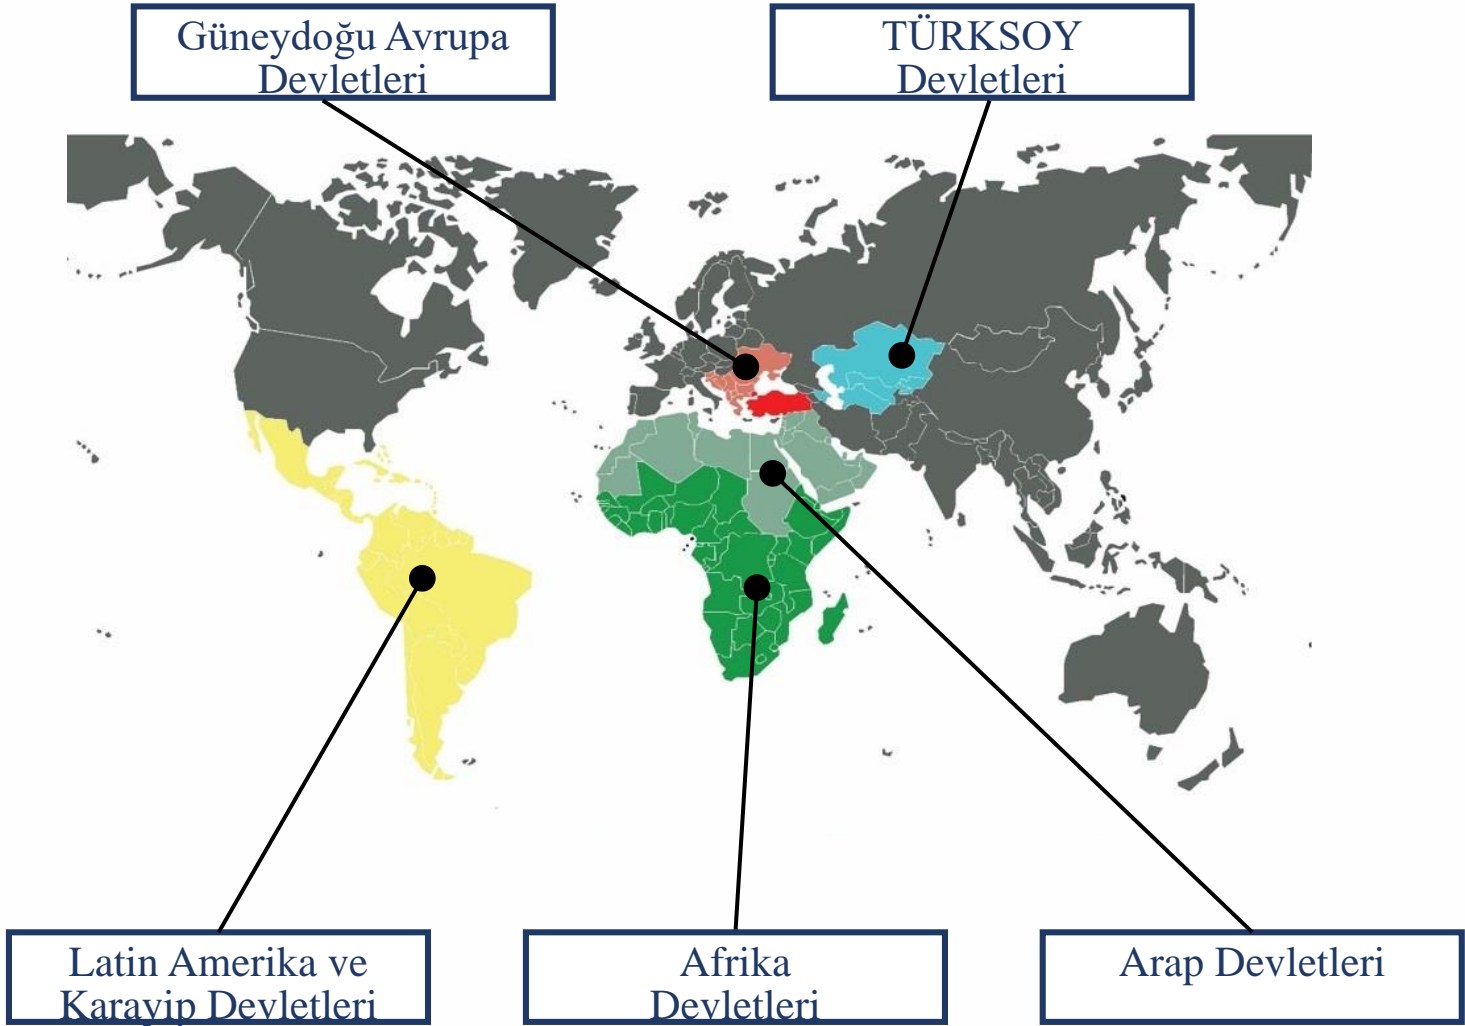 Güneydoğu Avrupa
Devletleri
TÜRKSOY
Devletleri
Latin Amerika ve
Karayip Devletleri
Afrika
Devletleri
Arap Devletleri